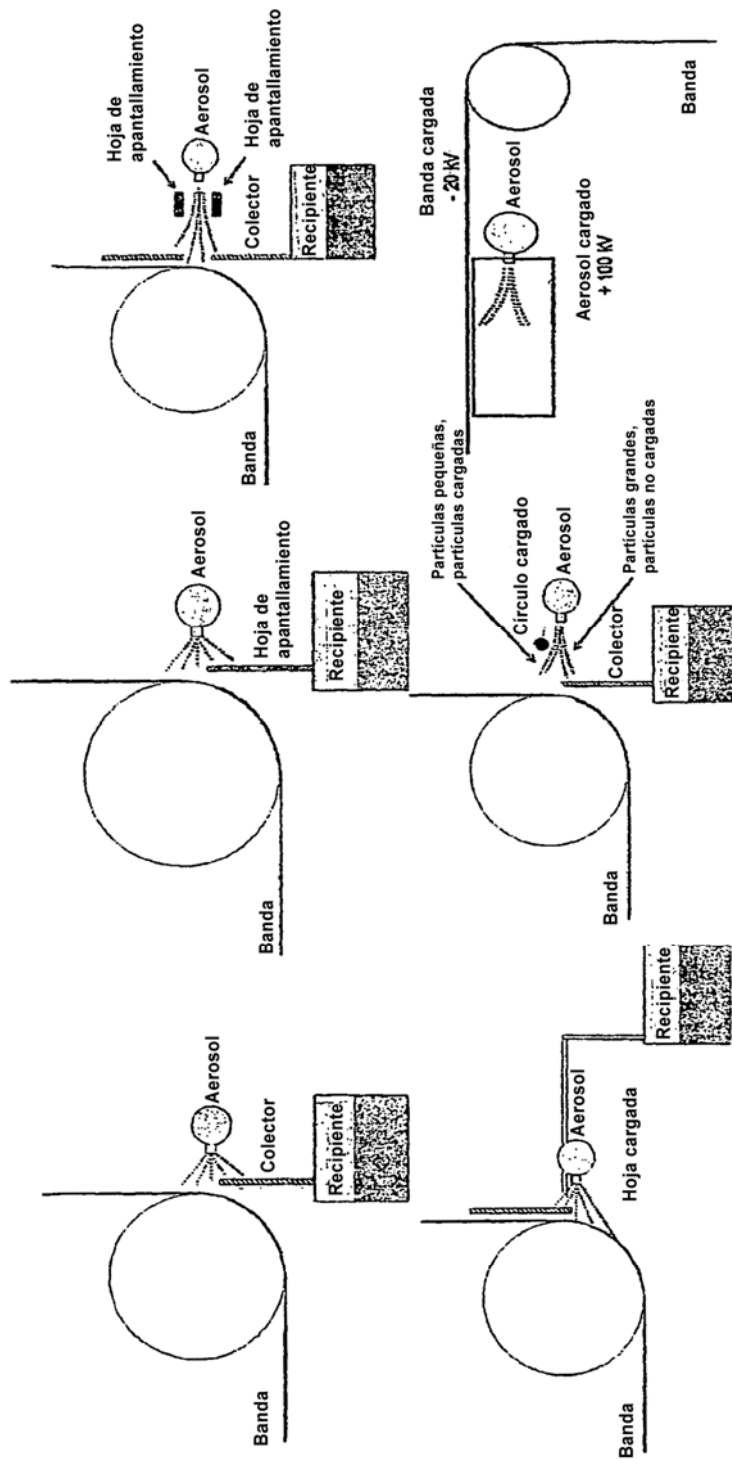 Aerosol
Colector
Banda
Recipiente
Aerosol
Hoja de
apantallamiento
Banda
Recipiente
Hoja de
apantallamiento
Aerosol
Hoja de
apantallamiento
Colector
Banda
Recipiente
Aerosol
Hoja cargada
Banda
Recipiente
Partículas pequeñas,
partículas cargadas
Círculo cargado
Aerosol
Partículas grandes,
partículas no cargadas
Colector
Banda
Recipiente
Banda cargada
- 20 kV
Aerosol
Aerosol cargado
+ 100 kV
Banda